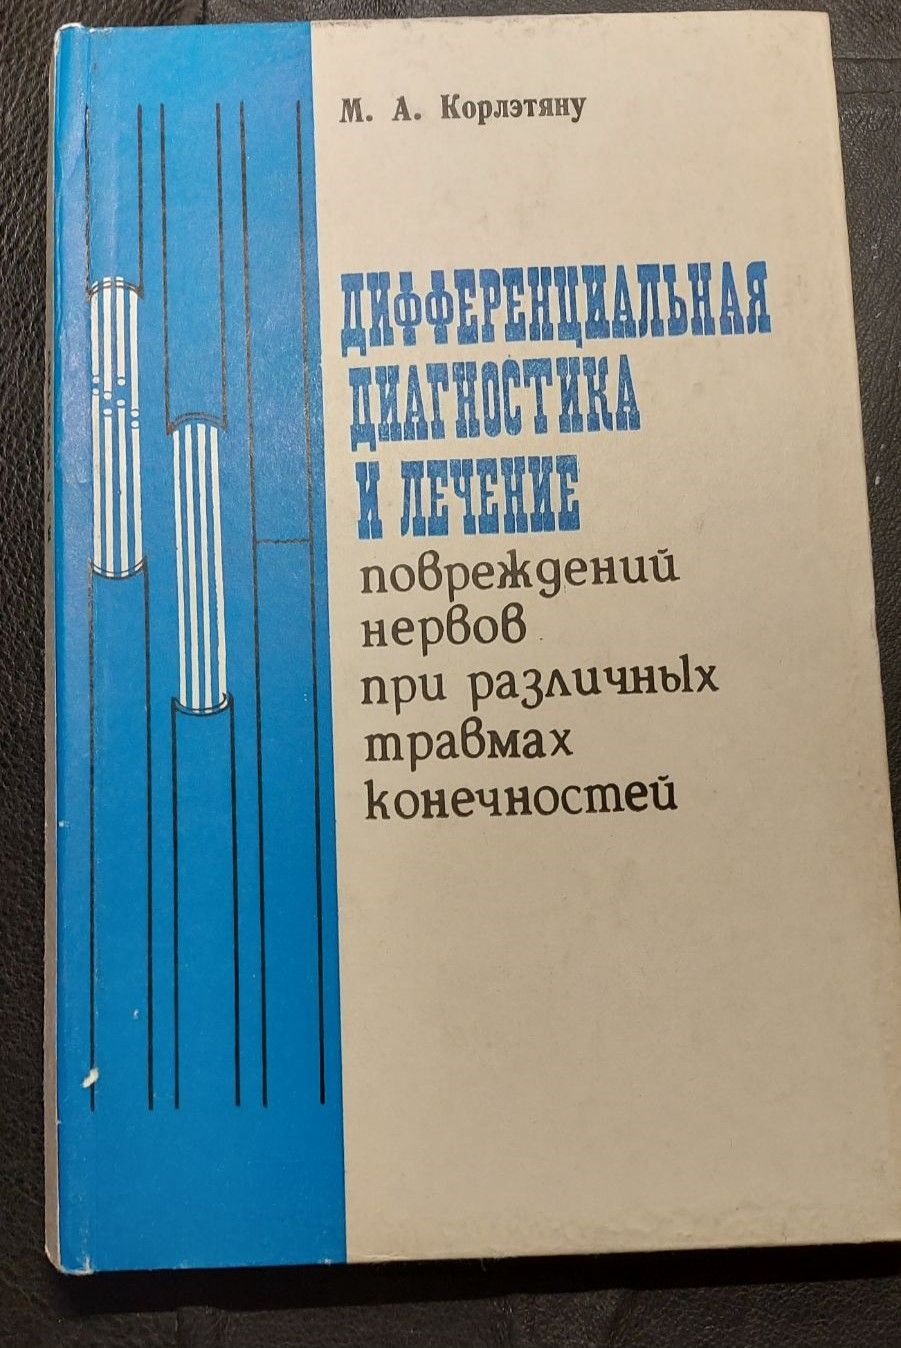 М. А. Корлэтяну
ДИФФЕРЕНЦИАЛЬНАЯ
ДИАГНОСТИКА
И ЛЕЧЕНИЕ
повреждений
нервов
при различных
травмах
конечностей